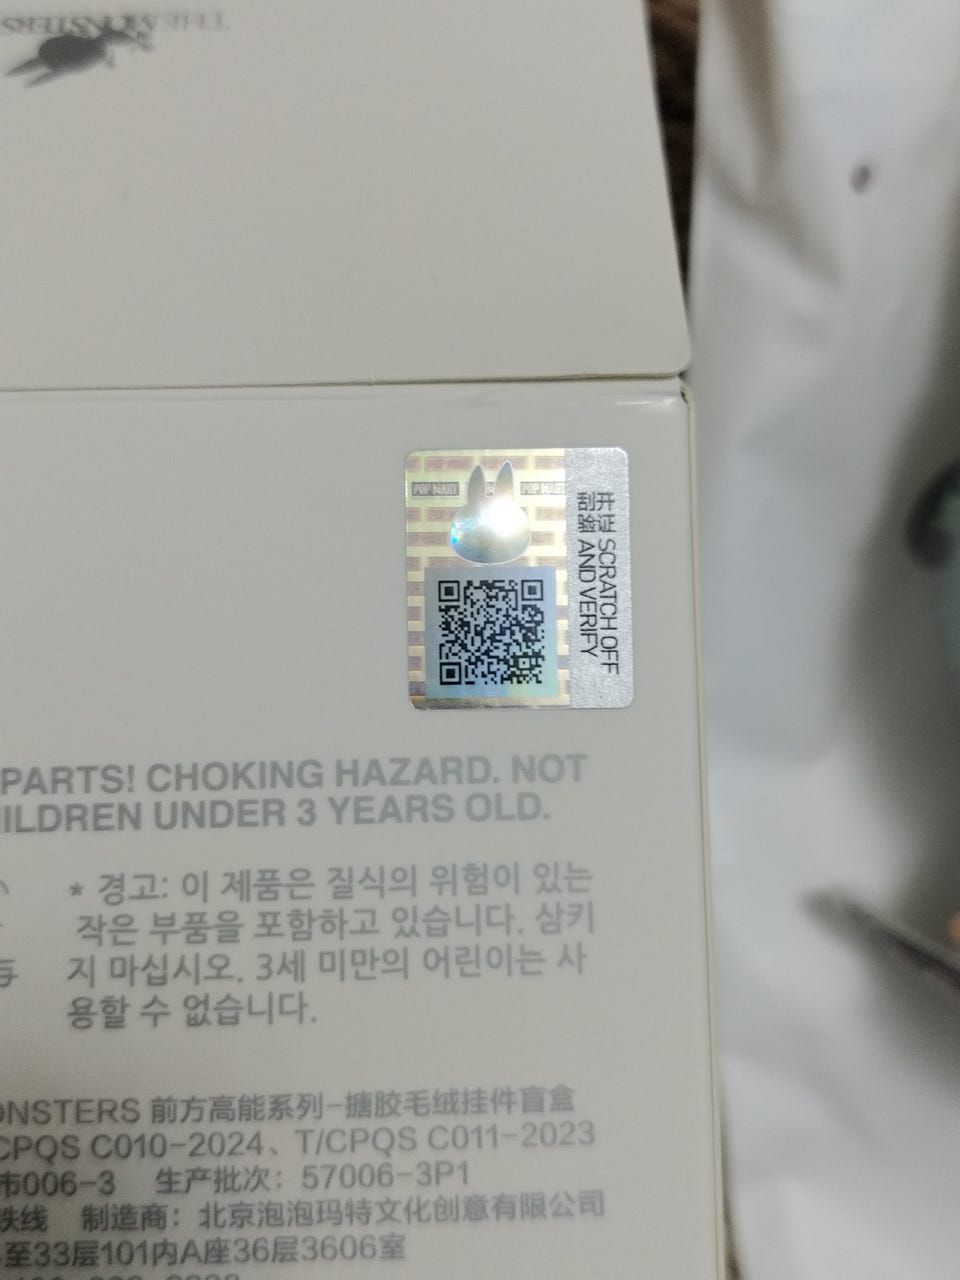 THE MONSTERS
POP MART
POP MART
刮开
验证
SCRATCH OFF
AND VERIFY
PARTS! CHOKING HAZARD. NOT
ILDREN UNDER 3 YEARS OLD.
* 경고: 이 제품은 질식의 위험이 있는
작은 부품을 포함하고 있습니다. 삼키
지 마십시오. 3세 미만의 어린이는 사
용할 수 없습니다.
ONSTERS 前方高能系列-搪胶毛绒挂件盲盒
CPQS C010-2024、T/CPQS C011-2023
布006-3 生产批次：57006-3P1
铁线 制造商：北京泡泡玛特文化创意有限公司
至33层101内A座36层3606室